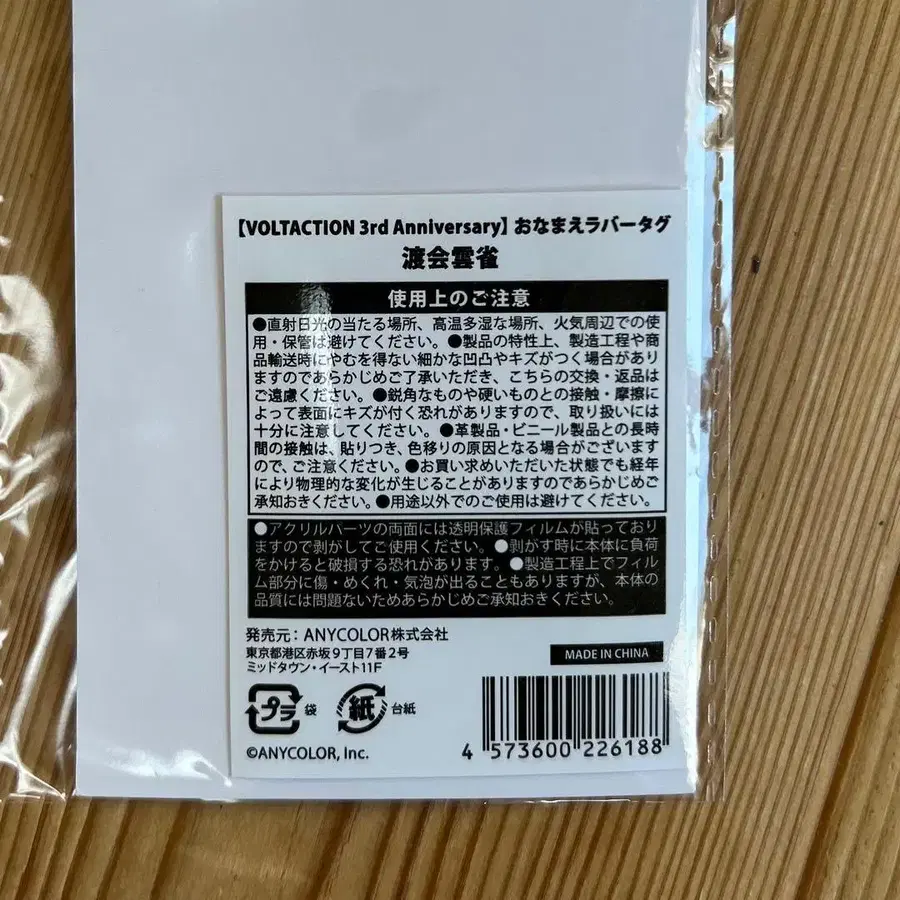 【VOLTACTION 3rd Anniversary】おなまえラバータグ
渡会雲雀
使用上のご注意
●直射日光の当たる場所、高温多湿な場所、火気周辺での使
用・保管は避けてください。●製品の特性上、製造工程や商
品輸送時にやむを得ない細かな凹凸やキズがつく場合があり
ますのであらかじめご了承いただき、こちらの交換・返品は
ご遠慮ください。●鋭角なものや硬いものとの接触・摩擦に
よって表面にキズが付く恐れがありますので、取り扱いには
十分に注意してください。●革製品・ビニール製品との長時
間の接触は、貼りつき、色移りの原因となる場合がございます
ので、ご注意ください。●お買い求めいただいた状態でも経年
により物理的な変化が生じることがありますのであらかじめご
承知おきください。●用途以外でのご使用は避けてください。
●アクリルパーツの両面には透明保護フィルムが貼っており
ますので剥がしてご使用ください。●剥がす時に本体に負荷
をかけると破損する恐れがあります。●製造工程上でフィル
ム部分に傷・めくれ・気泡が出ることもありますが、本体の
品質には問題ないためあらかじめご承知おきください。
発売元：ANYCOLOR株式会社
東京都港区赤坂9丁目7番2号
ミッドタウン・イースト11F
MADE IN CHINA
プラ 袋 紙 台紙
©ANYCOLOR, Inc.
4 573600 226188